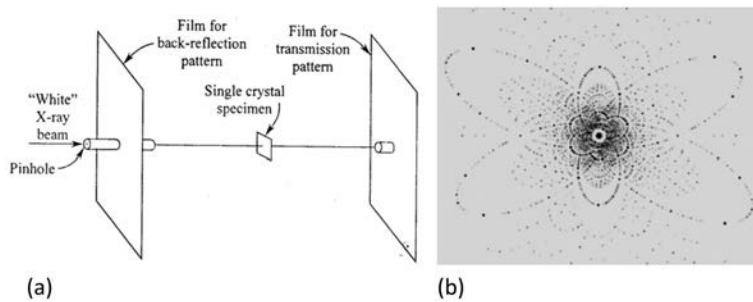 Film for
back-reflection
pattern
Film for
transmission
pattern
Single crystal
specimen
“White”
X-ray
beam
Pinhole
(a)
(b)